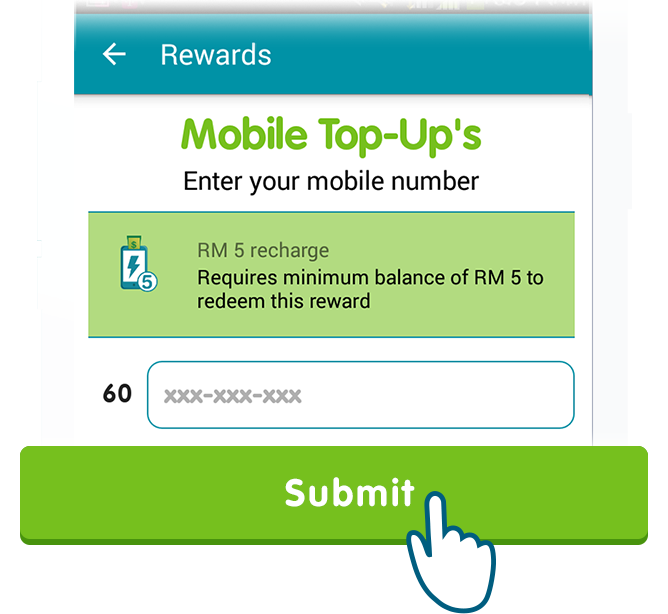 Rewards
Mobile Top-Up's
Enter your mobile number
$
RM 5 recharge
5
Requires minimum balance of RM 5 to
redeem this reward
60
xxx-xxx-xxx
Submit